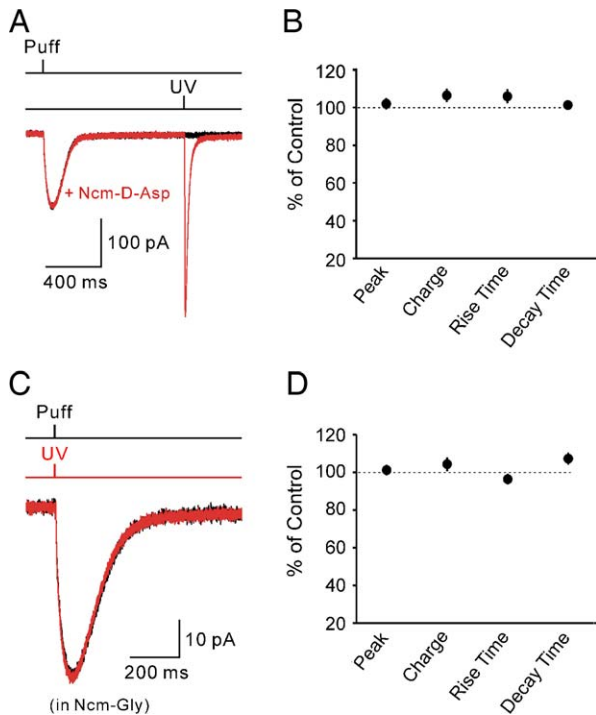 A
Puff
UV
+ Ncm-D-Asp
100 pA
400 ms
B
% of Control
120
100
80
60
40
20
Peak
Charge
Rise Time
Decay Time
C
Puff
UV
10 pA
200 ms
(in Ncm-Gly)
D
% of Control
120
100
80
60
40
20
Peak
Charge
Rise Time
Decay Time